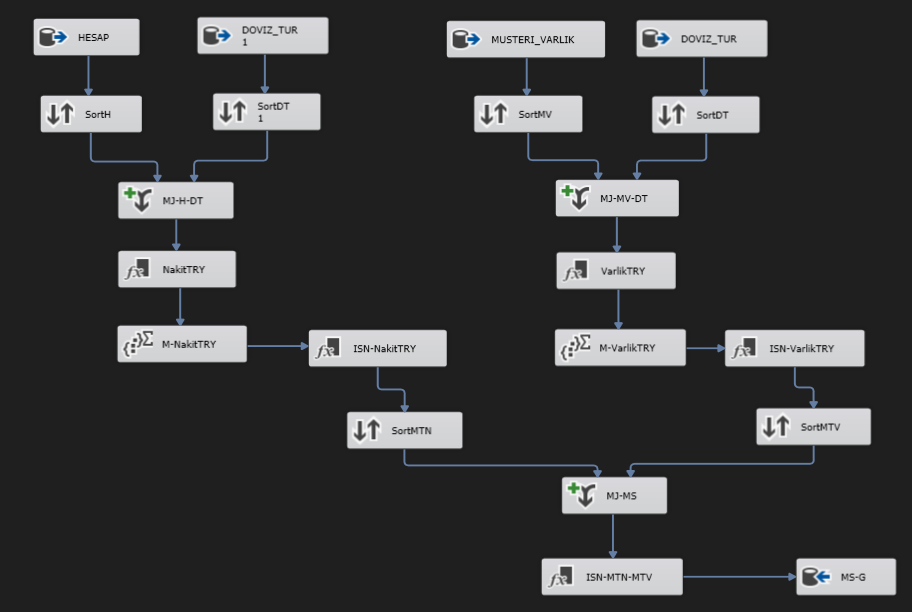 HESAP
DOVIZ_TUR
1
MUSTERI_VARLIK
DOVIZ_TUR
SortH
SortDT
1
SortMV
SortDT
MJ-H-DT
MJ-MV-DT
NakitTRY
VarlikTRY
M-NakitTRY
ISN-NakitTRY
M-VarlikTRY
ISN-VarlikTRY
SortMTN
SortMTV
MJ-MS
ISN-MTN-MTV
MS-G